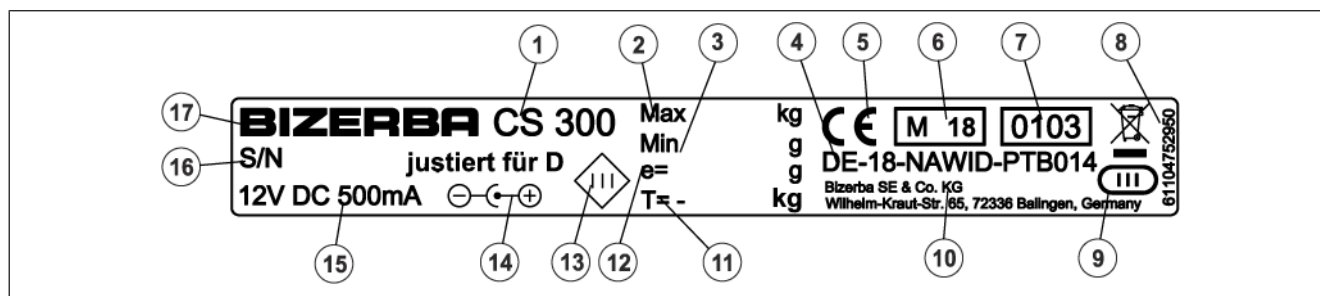 1 2 3 4 5 6 7 8
17 BIZERBA CS 300 Max kg CE M 18 0103
Min g
16 S/N justiert für D e= g DE-18-NAWID-PTB014
12V DC 500mA III T= - kg Bizerba SE & Co. KG
Wilhelm-Kraut-Str. 65, 72336 Balingen, Germany III
61104752950
15 14 13 12 11 10 9